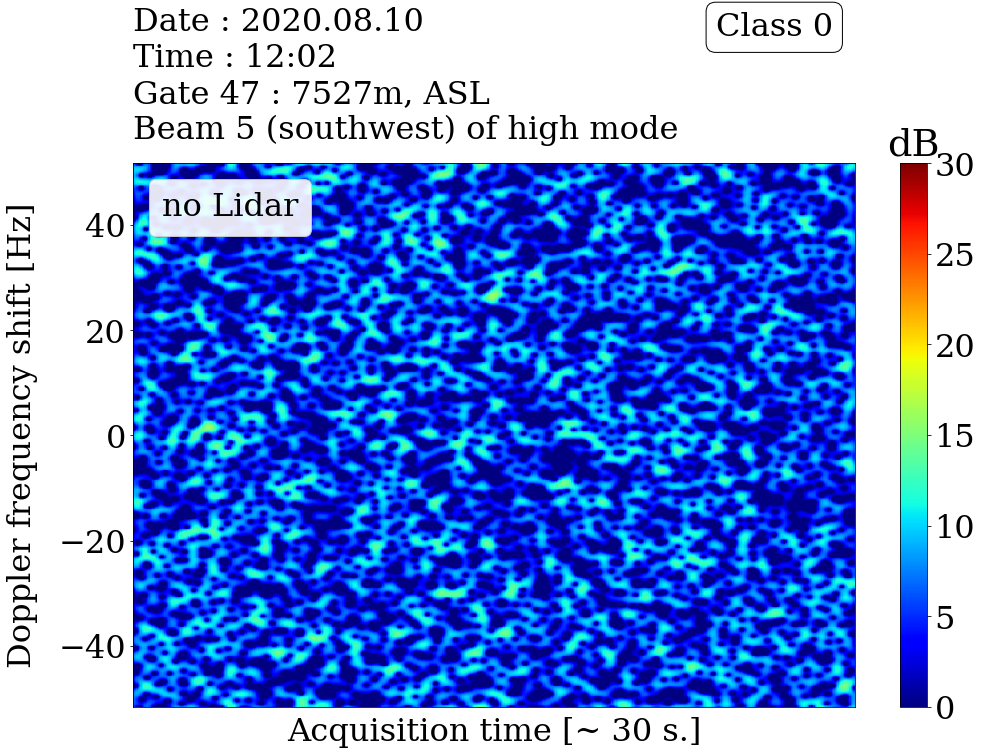 Date : 2020.08.10
Time : 12:02
Gate 47 : 7527m, ASL
Beam 5 (southwest) of high mode
Class 0
dB
no Lidar
Doppler frequency shift [Hz]
40
20
0
−20
−40
30
25
20
15
10
5
0
Acquisition time [~ 30 s.]